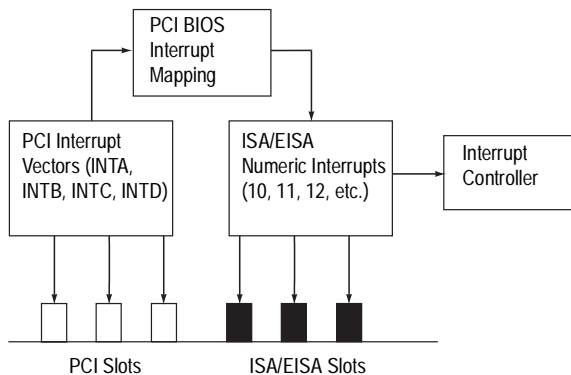 PCI BIOS
Interrupt
Mapping
PCI Interrupt
Vectors (INTA,
INTB, INTC, INTD)
ISA/EISA
Numeric Interrupts
(10, 11, 12, etc.)
Interrupt
Controller
PCI Slots
ISA/EISA Slots